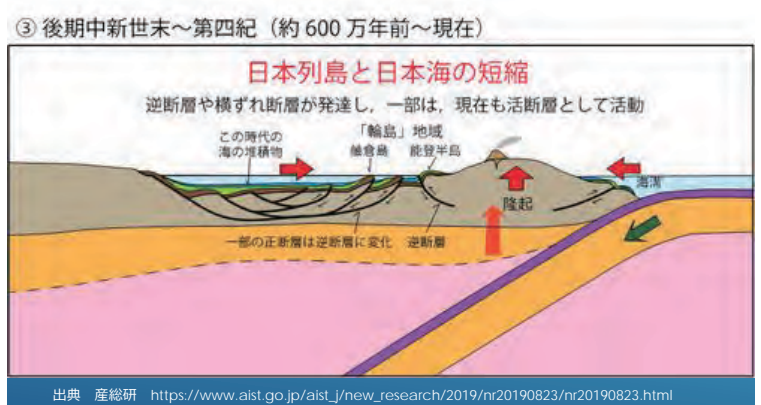 ③ 後期中新世末～第四紀（約 600 万年前～現在）
日本列島と日本海の短縮
逆断層や横ずれ断層が発達し，一部は，現在も活断層として活動
「輪島」地域
この時代の
海の堆積物
舳倉島
能登半島
海溝
隆起
一部の正断層は逆断層に変化
逆断層
出典 産総研 https://www.aist.go.jp/aist_j/new_research/2019/nr20190823/nr20190823.html